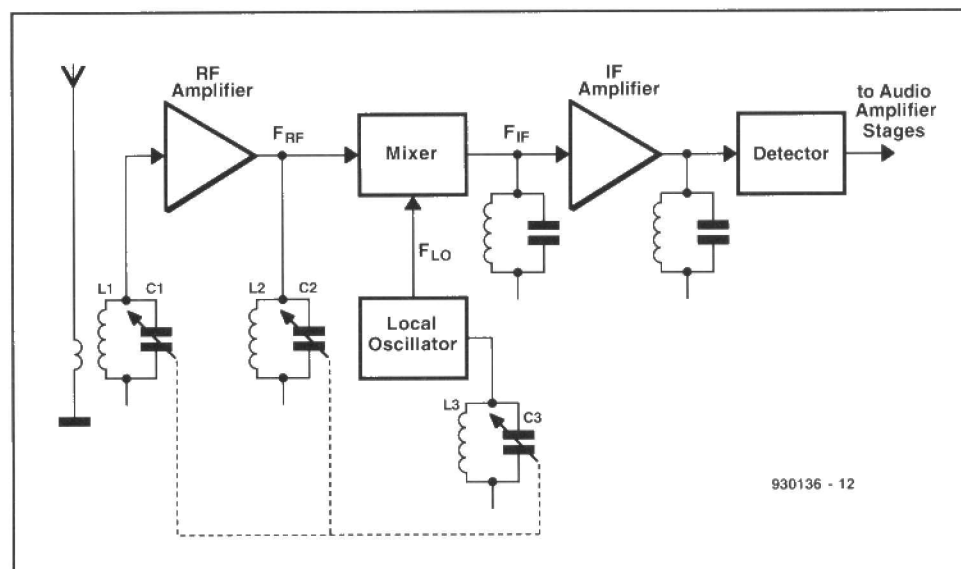 RF
Amplifier
IF
Amplifier
to Audio
Amplifier
Stages
FRF
Mixer
FIF
Detector
FLO
L1
C1
L2
C2
Local
Oscillator
L3
C3
930136 - 12